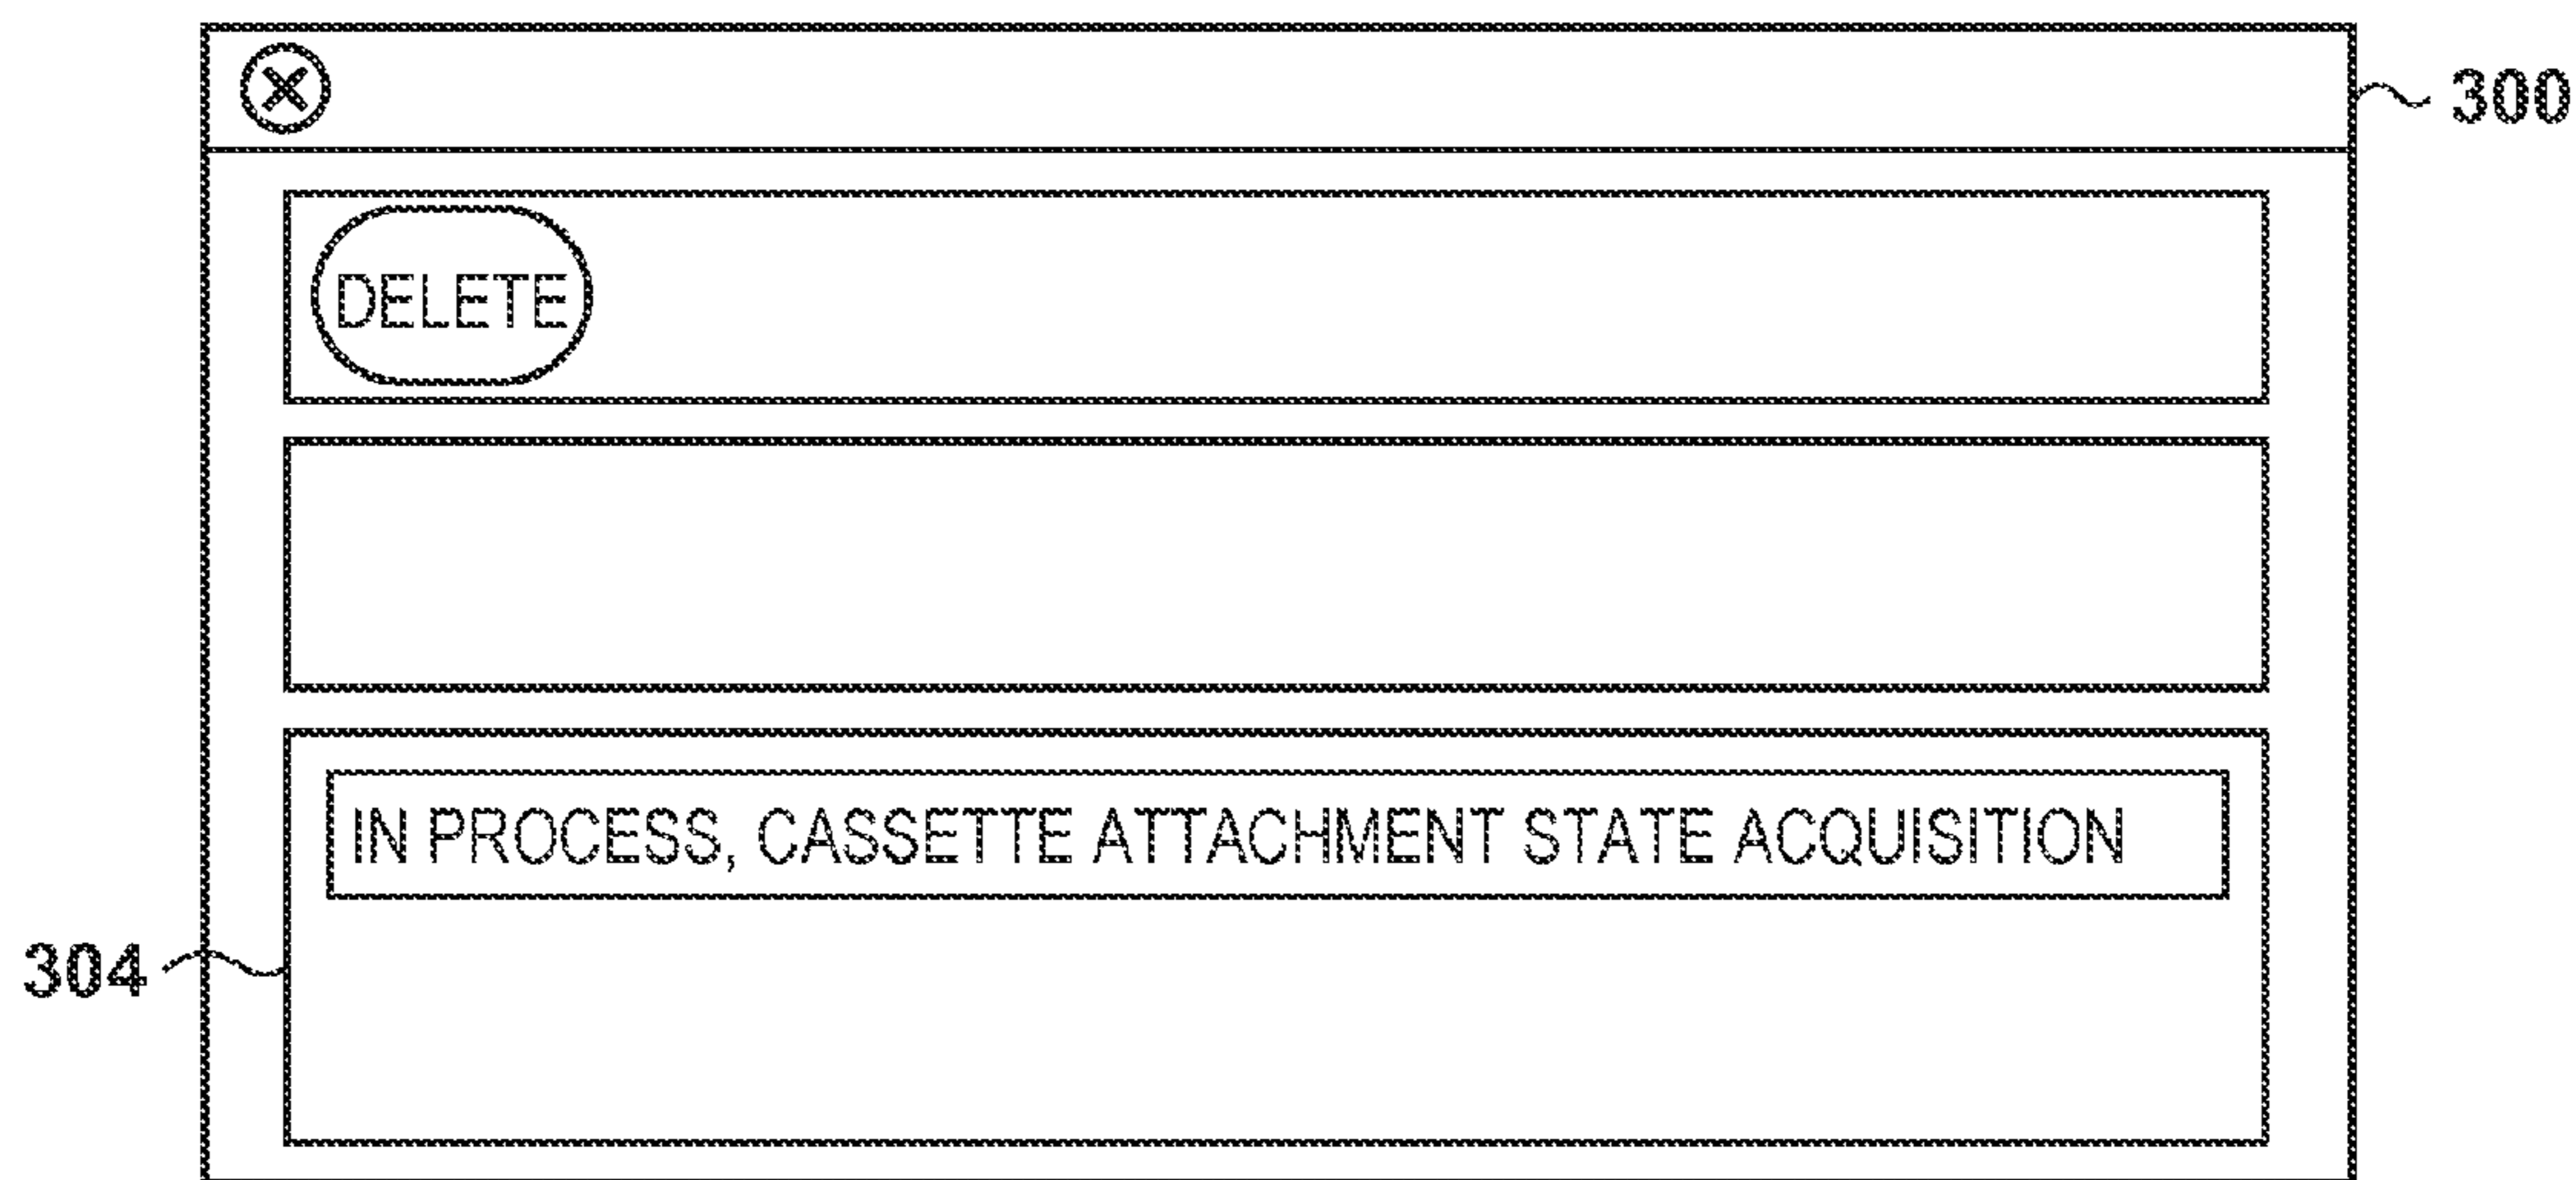 300
DELETE
IN PROCESS, CASSETTE ATTACHMENT STATE ACQUISITION
304